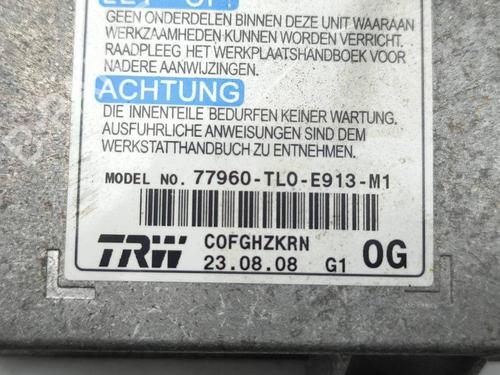 LET OP!
GEEN ONDERDELEN BINNEN DEZE UNIT WAARAAN
WERKZAAMHEDEN KUNNEN WORDEN VERRICHT.
RAADPLEEG HET WERKPLAATSHANDBOEK VOOR
NADERE AANWIJZINGEN.
ACHTUNG
DIE INNENTEILE BEDURFEN KEINER WARTUNG.
AUSFUHRLICHE ANWEISUNGEN SIND DEM
WERKSTATTHANDBUCH ZU ENTNEHMEN.
MODEL NO. 77960-TL0-E913-M1
TRW
C0FGHZKRN
23.08.08 G1
0G